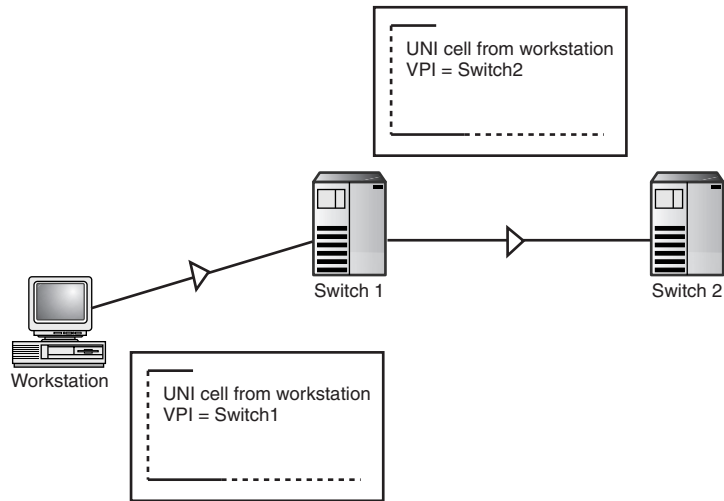 UNI cell from workstation
VPI = Switch2
Switch 1
Switch 2
Workstation
UNI cell from workstation
VPI = Switch1